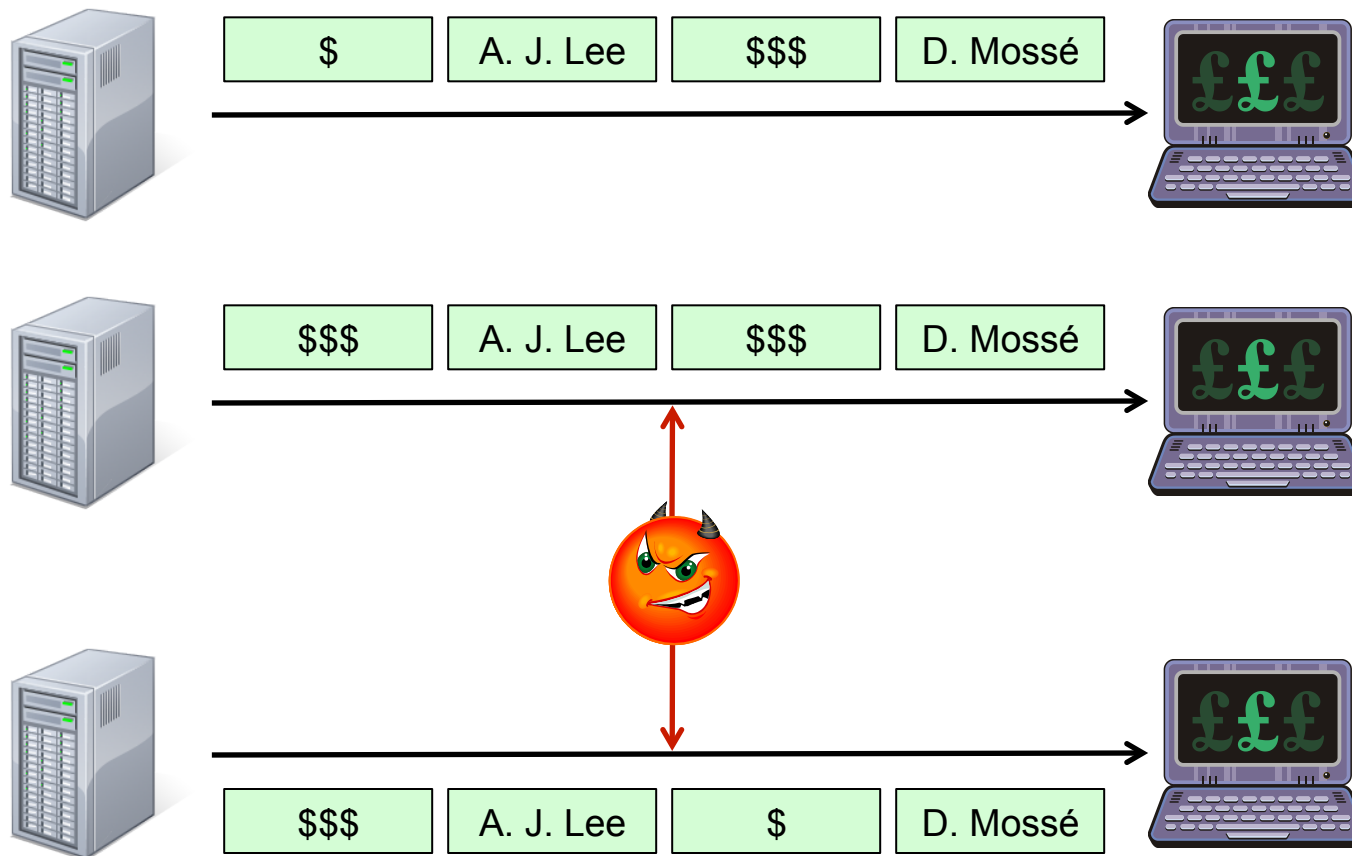 $ A. J. Lee $$$ D. Mossé
£££
$$$ A. J. Lee $$$ D. Mossé
£££
£££
$$$ A. J. Lee $ D. Mossé